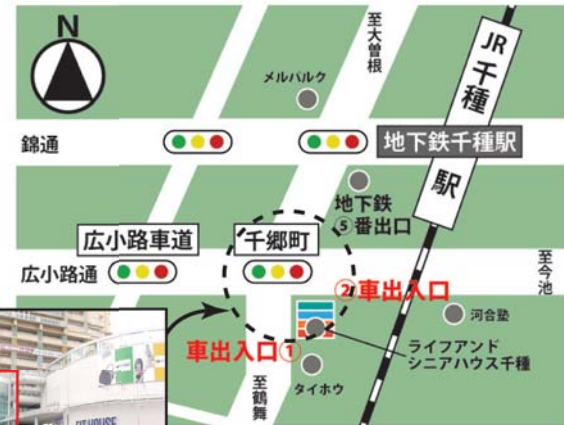 N
至大曽根
JR千種駅
メルパルク
錦通
地下鉄千種駅
地下鉄
⑤番出口
広小路車道
千郷町
至今池
広小路通
②車出入口
河合塾
車出入口①
ライフアンド
シニアハウス千種
至鶴舞
タイホウ
FIT HOUSE